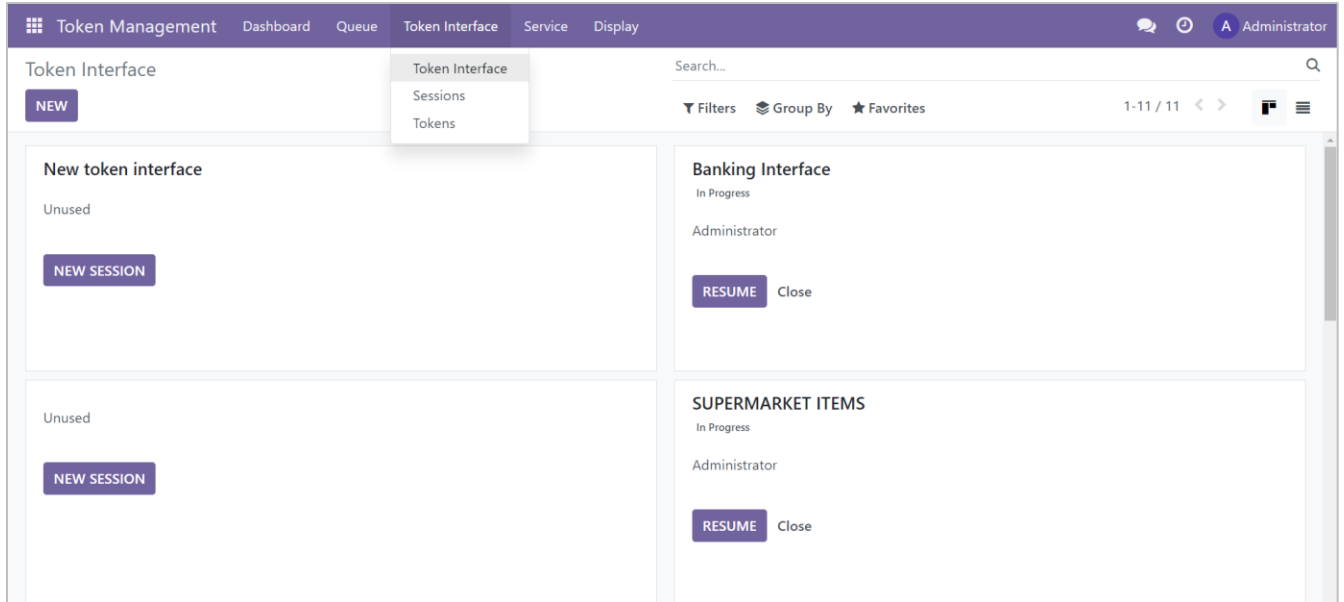 Token Management Dashboard Queue Token Interface Service Display A Administrator
Token Interface
Sessions
Tokens
Token Interface
NEW
Search...
Filters Group By Favorites 1-11 / 11
New token interface
Unused
NEW SESSION
Banking Interface
In Progress
Administrator
RESUME Close
Unused
NEW SESSION
SUPERMARKET ITEMS
In Progress
Administrator
RESUME Close